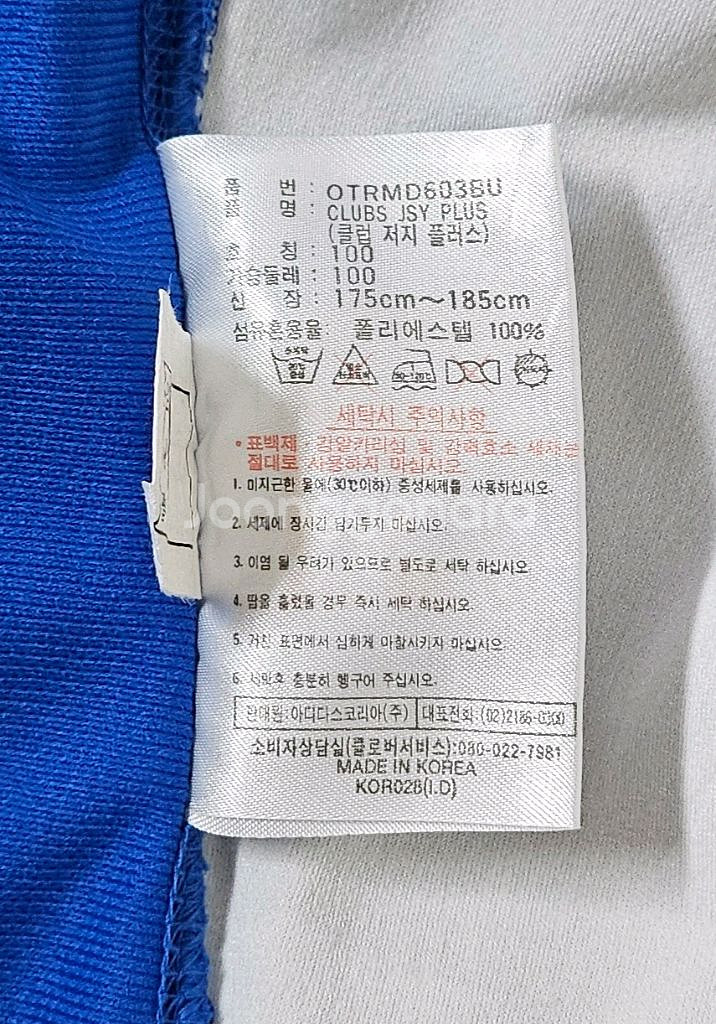 품 번 : OTRMD603BU
품 명 : CLUBS JSY PLUS
(클럽 저지 플러스)
호 칭 : 100
가슴둘레 : 100
신 장 : 175cm~185cm
섬유혼용율: 폴리에스텔 100%
세탁시 주의사항
• 표백제, 강알카리성 및 강력효소 세제는
절대로 사용하지 마십시요.
1. 미지근한 물에(30℃이하) 중성세제를 사용하십시오.
2. 세제에 장시간 담기두지 마십시오.
3. 이염 될 우려가 있으므로 별도로 세탁 하십시오.
4. 땀을 흘렸을 경우 즉시 세탁 하십시오.
5. 거친 표면에서 심하게 마찰시키지 마십시오.
6. 세탁후 충분히 헹구어 주십시오.
판매원:아디다스코리아(주) 대표전화:(02)2186-0300
소비자상담실(클로버서비스):080-022-7981
MADE IN KOREA
KOR028(I.D)